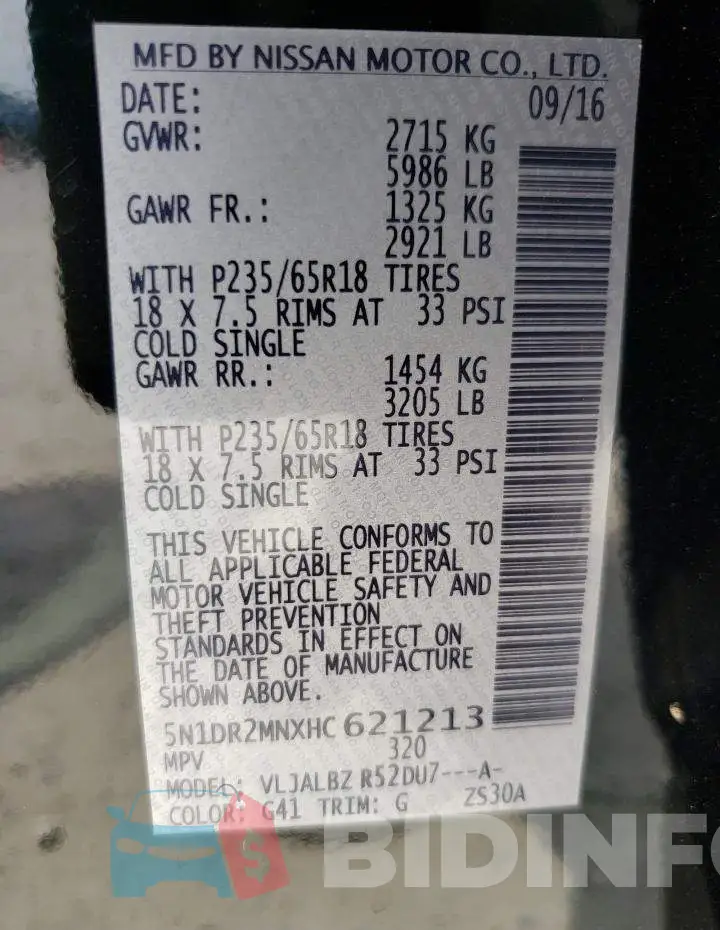 MFD BY NISSAN MOTOR CO., LTD.
DATE: 09/16
GVWR: 2715 KG
5986 LB
GAWR FR.: 1325 KG
2921 LB
WITH P235/65R18 TIRES
18 X 7.5 RIMS AT 33 PSI
COLD SINGLE
GAWR RR.: 1454 KG
3205 LB
WITH P235/65R18 TIRES
18 X 7.5 RIMS AT 33 PSI
COLD SINGLE
THIS VEHICLE CONFORMS TO
ALL APPLICABLE FEDERAL
MOTOR VEHICLE SAFETY AND
THEFT PREVENTION
STANDARDS IN EFFECT ON
THE DATE OF MANUFACTURE
SHOWN ABOVE.
5N1DR2MNXHC 621213
MPV 320
MODEL: VLJALBZ R52DU7---A-
COLOR: G41 TRIM: G ZS30A
$ BIDINFO